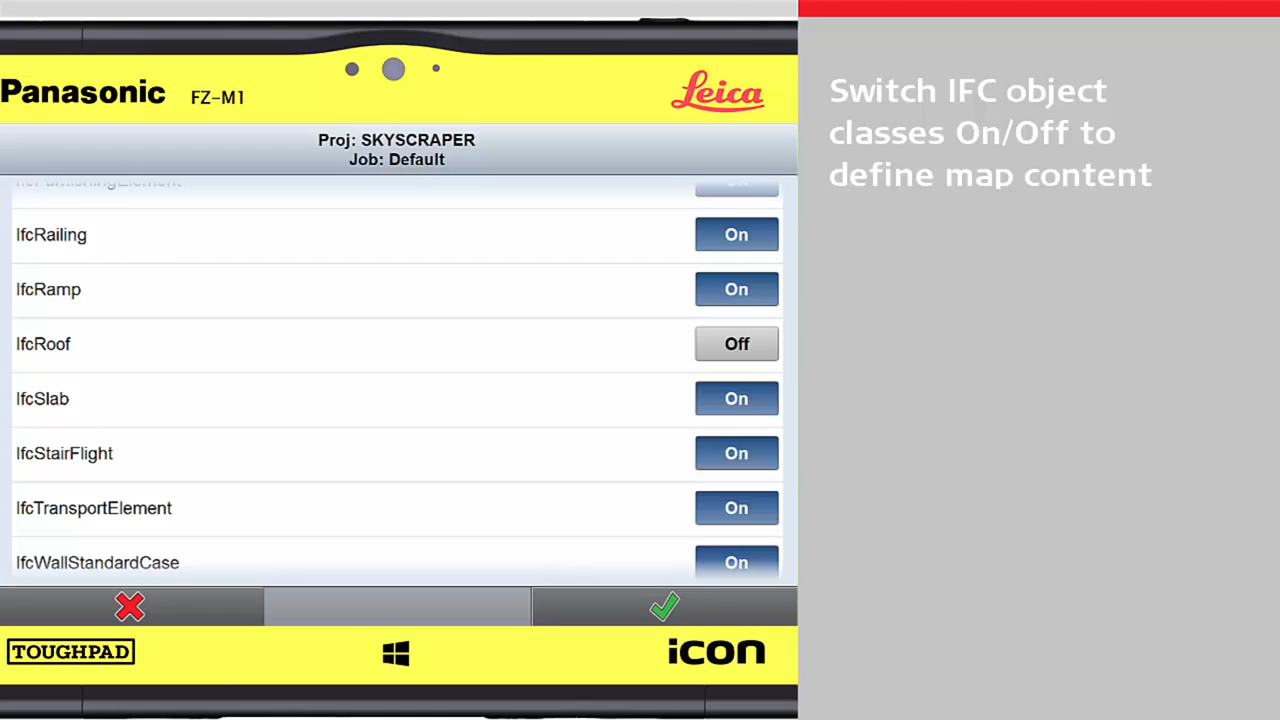 Panasonic FZ-M1 Leica
Proj: SKYSCRAPER
Job: Default
IfcRailing On
IfcRamp On
IfcRoof Off
IfcSlab On
IfcStairFlight On
IfcTransportElement On
IfcWallStandardCase On
TOUGHPAD icon
Switch IFC object
classes On/Off to
define map content